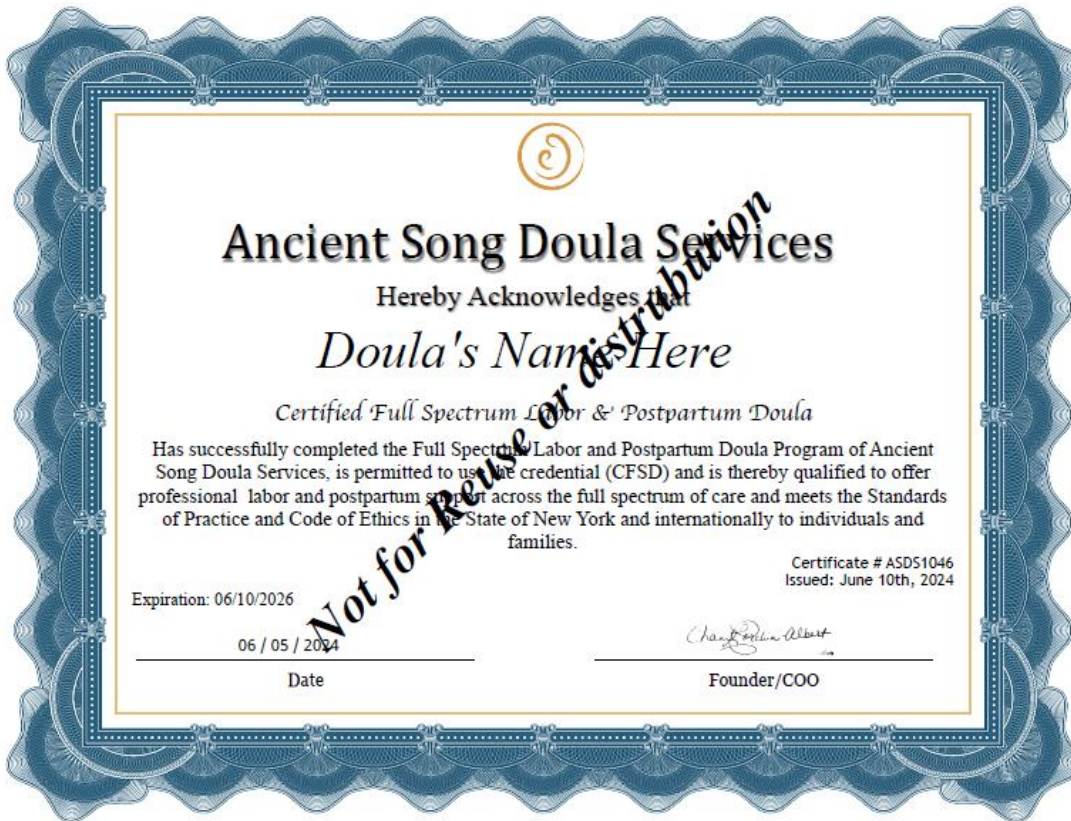 Ancient Song Doula Services
Hereby Acknowledges that
Doula's Name Here
Certified Full Spectrum Labor & Postpartum Doula
Has successfully completed the Full Spectrum Labor and Postpartum Doula Program of Ancient
Song Doula Services, is permitted to use the credential (CFSD) and is thereby qualified to offer
professional labor and postpartum support across the full spectrum of care and meets the Standards
of Practice and Code of Ethics in the State of New York and internationally to individuals and
families.
Certificate # ASDS1046
Issued: June 10th, 2024
Expiration: 06/10/2026
06 / 05 / 2024
Date
Founder/COO
Not for Reuse or distrubution